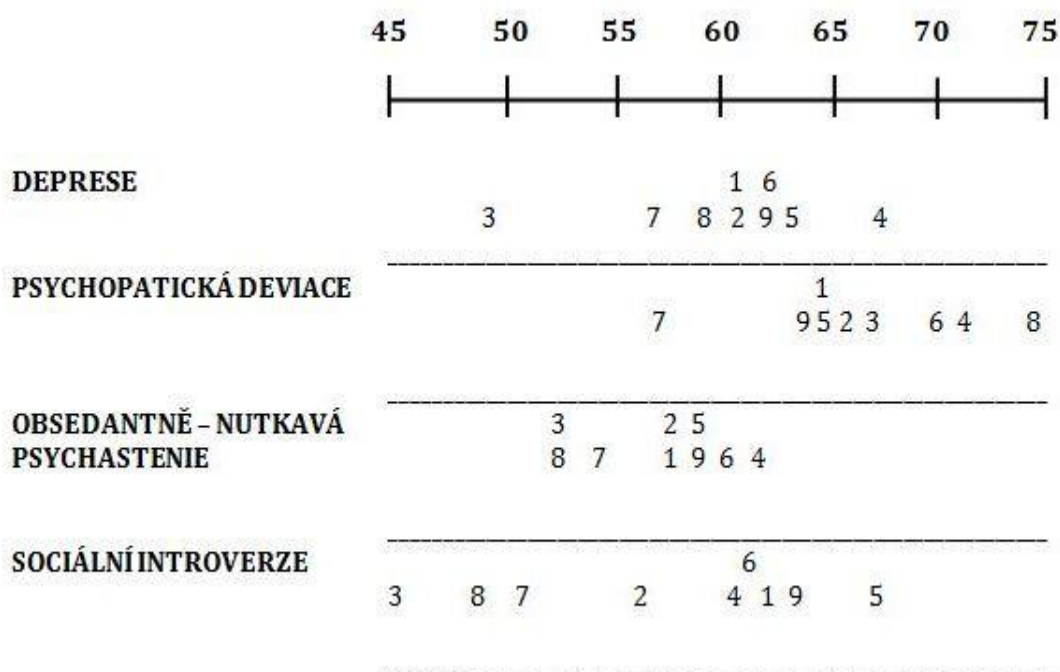 45 50 55 60 65 70 75
DEPRESE 1 6
3 7 8 2 9 5 4
PSYCHOPATICKÁ DEVIACE 1
7 9 5 2 3 6 4 8
OBSEDANTNĚ – NUTKAVÁ 3 2 5
PSYCHASTENIE 8 7 1 9 6 4
SOCIÁLNÍ INTROVERZE 6
3 8 7 2 4 1 9 5